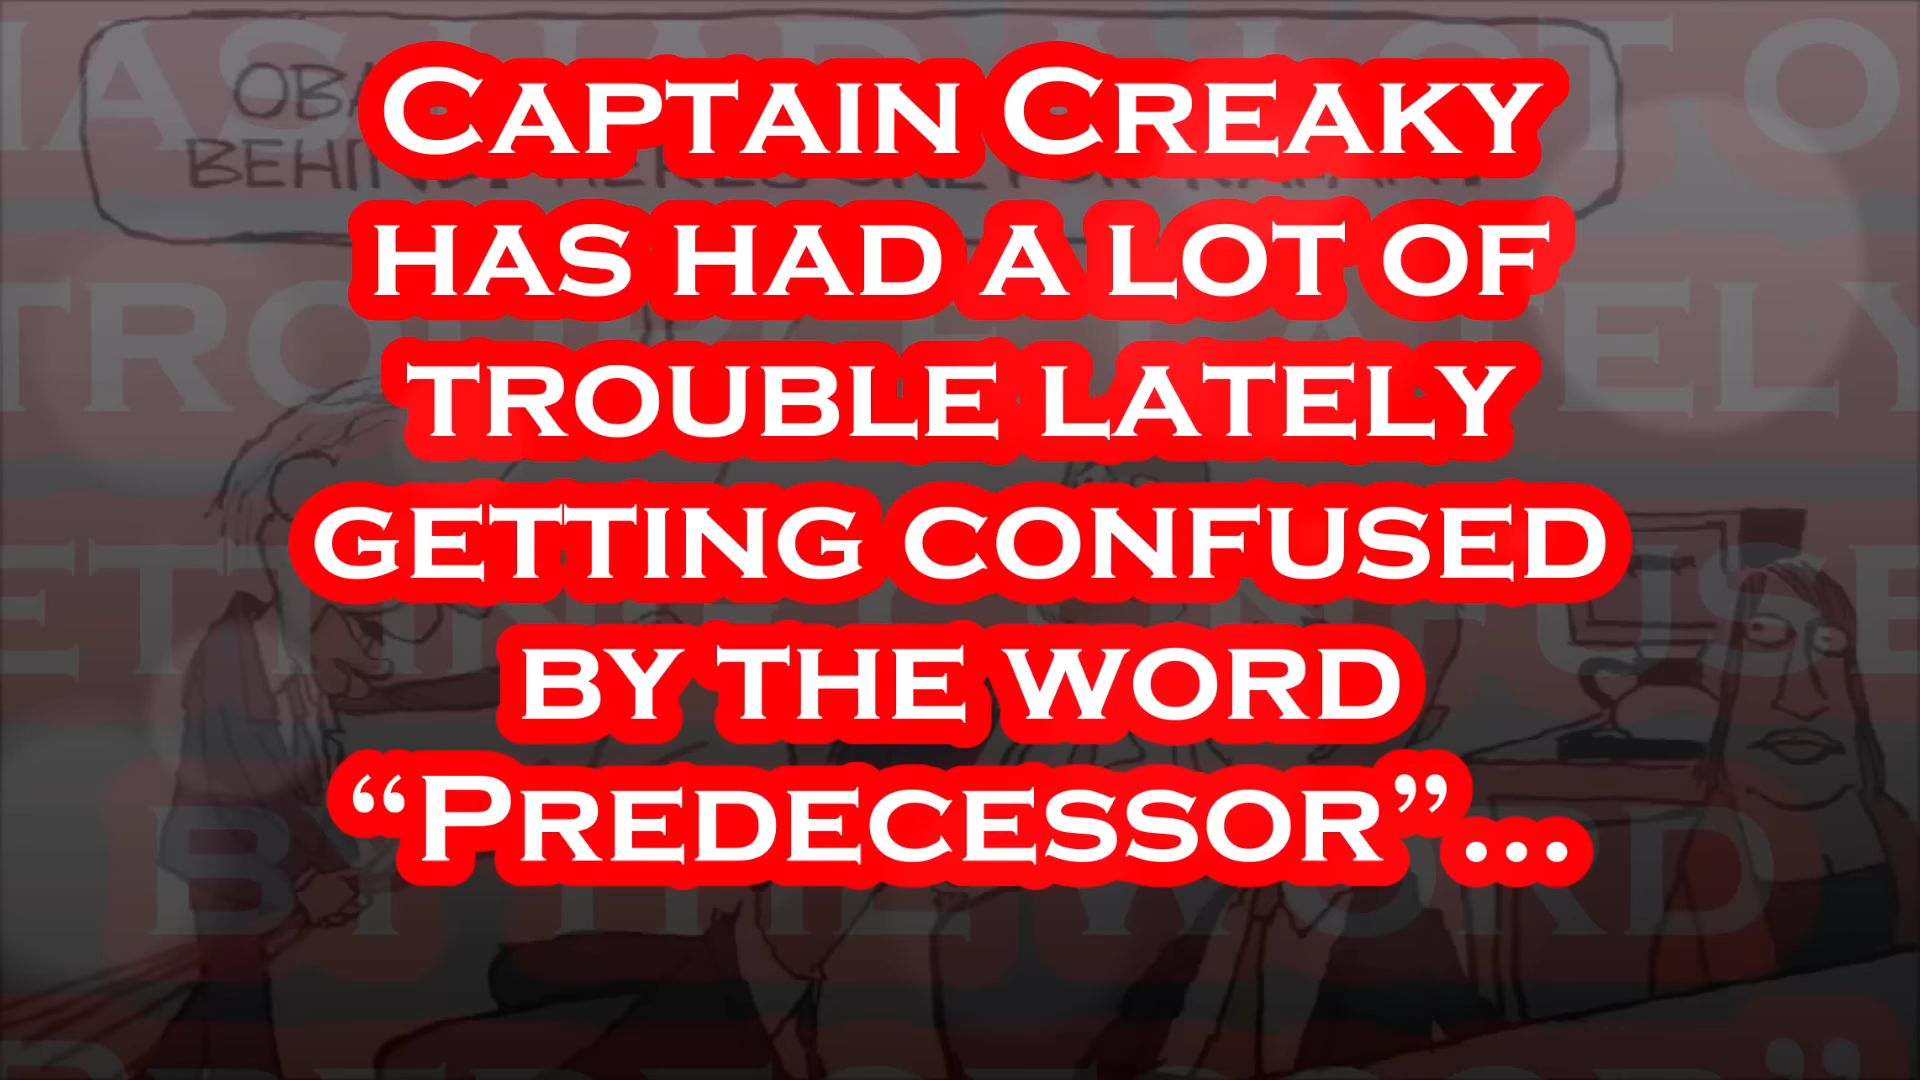 Captain Creaky
has had a lot of
trouble lately
getting confused
by the word
“Predecessor”...